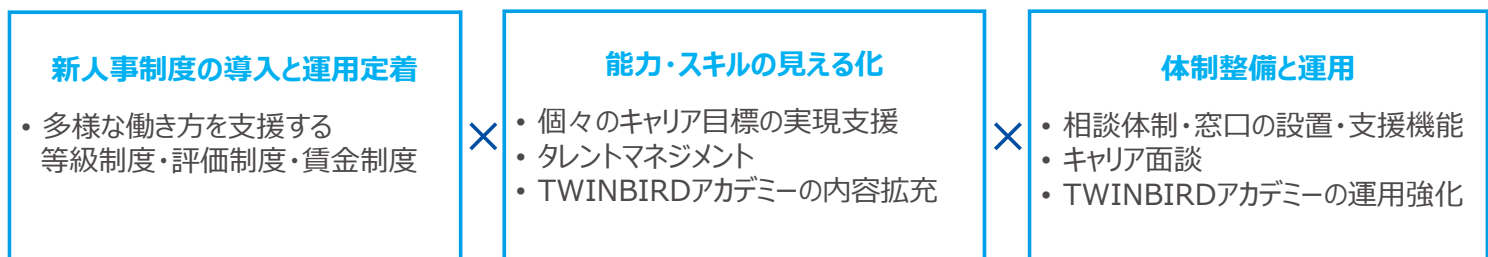 新人事制度の導入と運用定着
• 多様な働き方を支援する
等級制度・評価制度・賃金制度
×
能力・スキルの見える化
• 個々のキャリア目標の実現支援
• タレントマネジメント
• TWINBIRDアカデミーの内容拡充
×
体制整備と運用
• 相談体制・窓口の設置・支援機能
• キャリア面談
• TWINBIRDアカデミーの運用強化